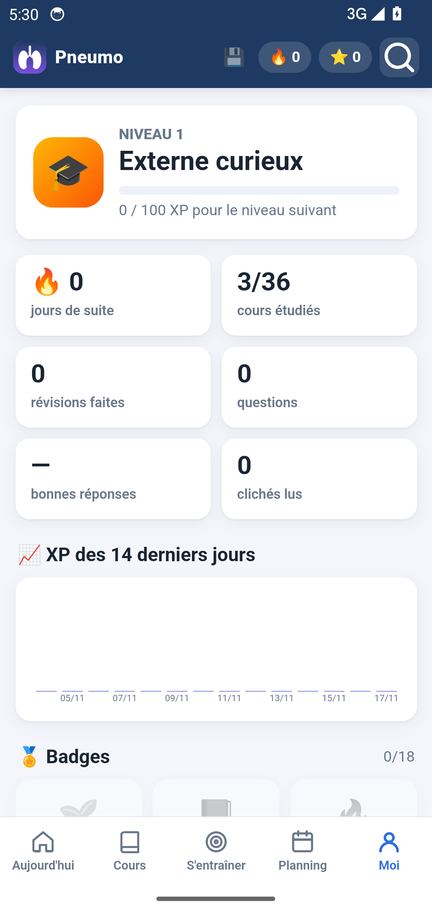 5:30
3G
Pneumo
0
0
NIVEAU 1
Externe curieux
0 / 100 XP pour le niveau suivant
0
jours de suite
3/36
cours étudiés
0
révisions faites
0
questions
—
bonnes réponses
0
clichés lus
XP des 14 derniers jours
05/11 07/11 09/11 11/11 13/11 15/11 17/11
Badges
0/18
Aujourd'hui
Cours
S'entraîner
Planning
Moi